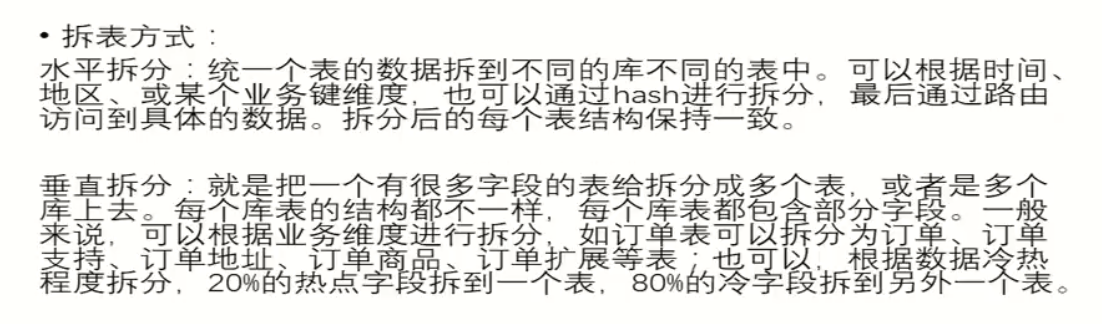 • 拆表方式：
水平拆分：统一个表的数据拆到不同的库不同的表中。可以根据时间、
地区、或某个业务键维度，也可以通过hash进行拆分，最后通过路由
访问到具体的数据。拆分后的每个表结构保持一致。
垂直拆分：就是把一个有很多字段的表给拆分成多个表，或者是多个
库上去。每个库表的结构都不一样，每个库表都包含部分字段。一般
来说，可以根据业务维度进行拆分，如订单表可以拆分为订单、订单
支持、订单地址、订单商品、订单扩展等表；也可以，根据数据冷热
程度拆分，20%的热点字段拆到一个表，80%的冷字段拆到另外一个表。